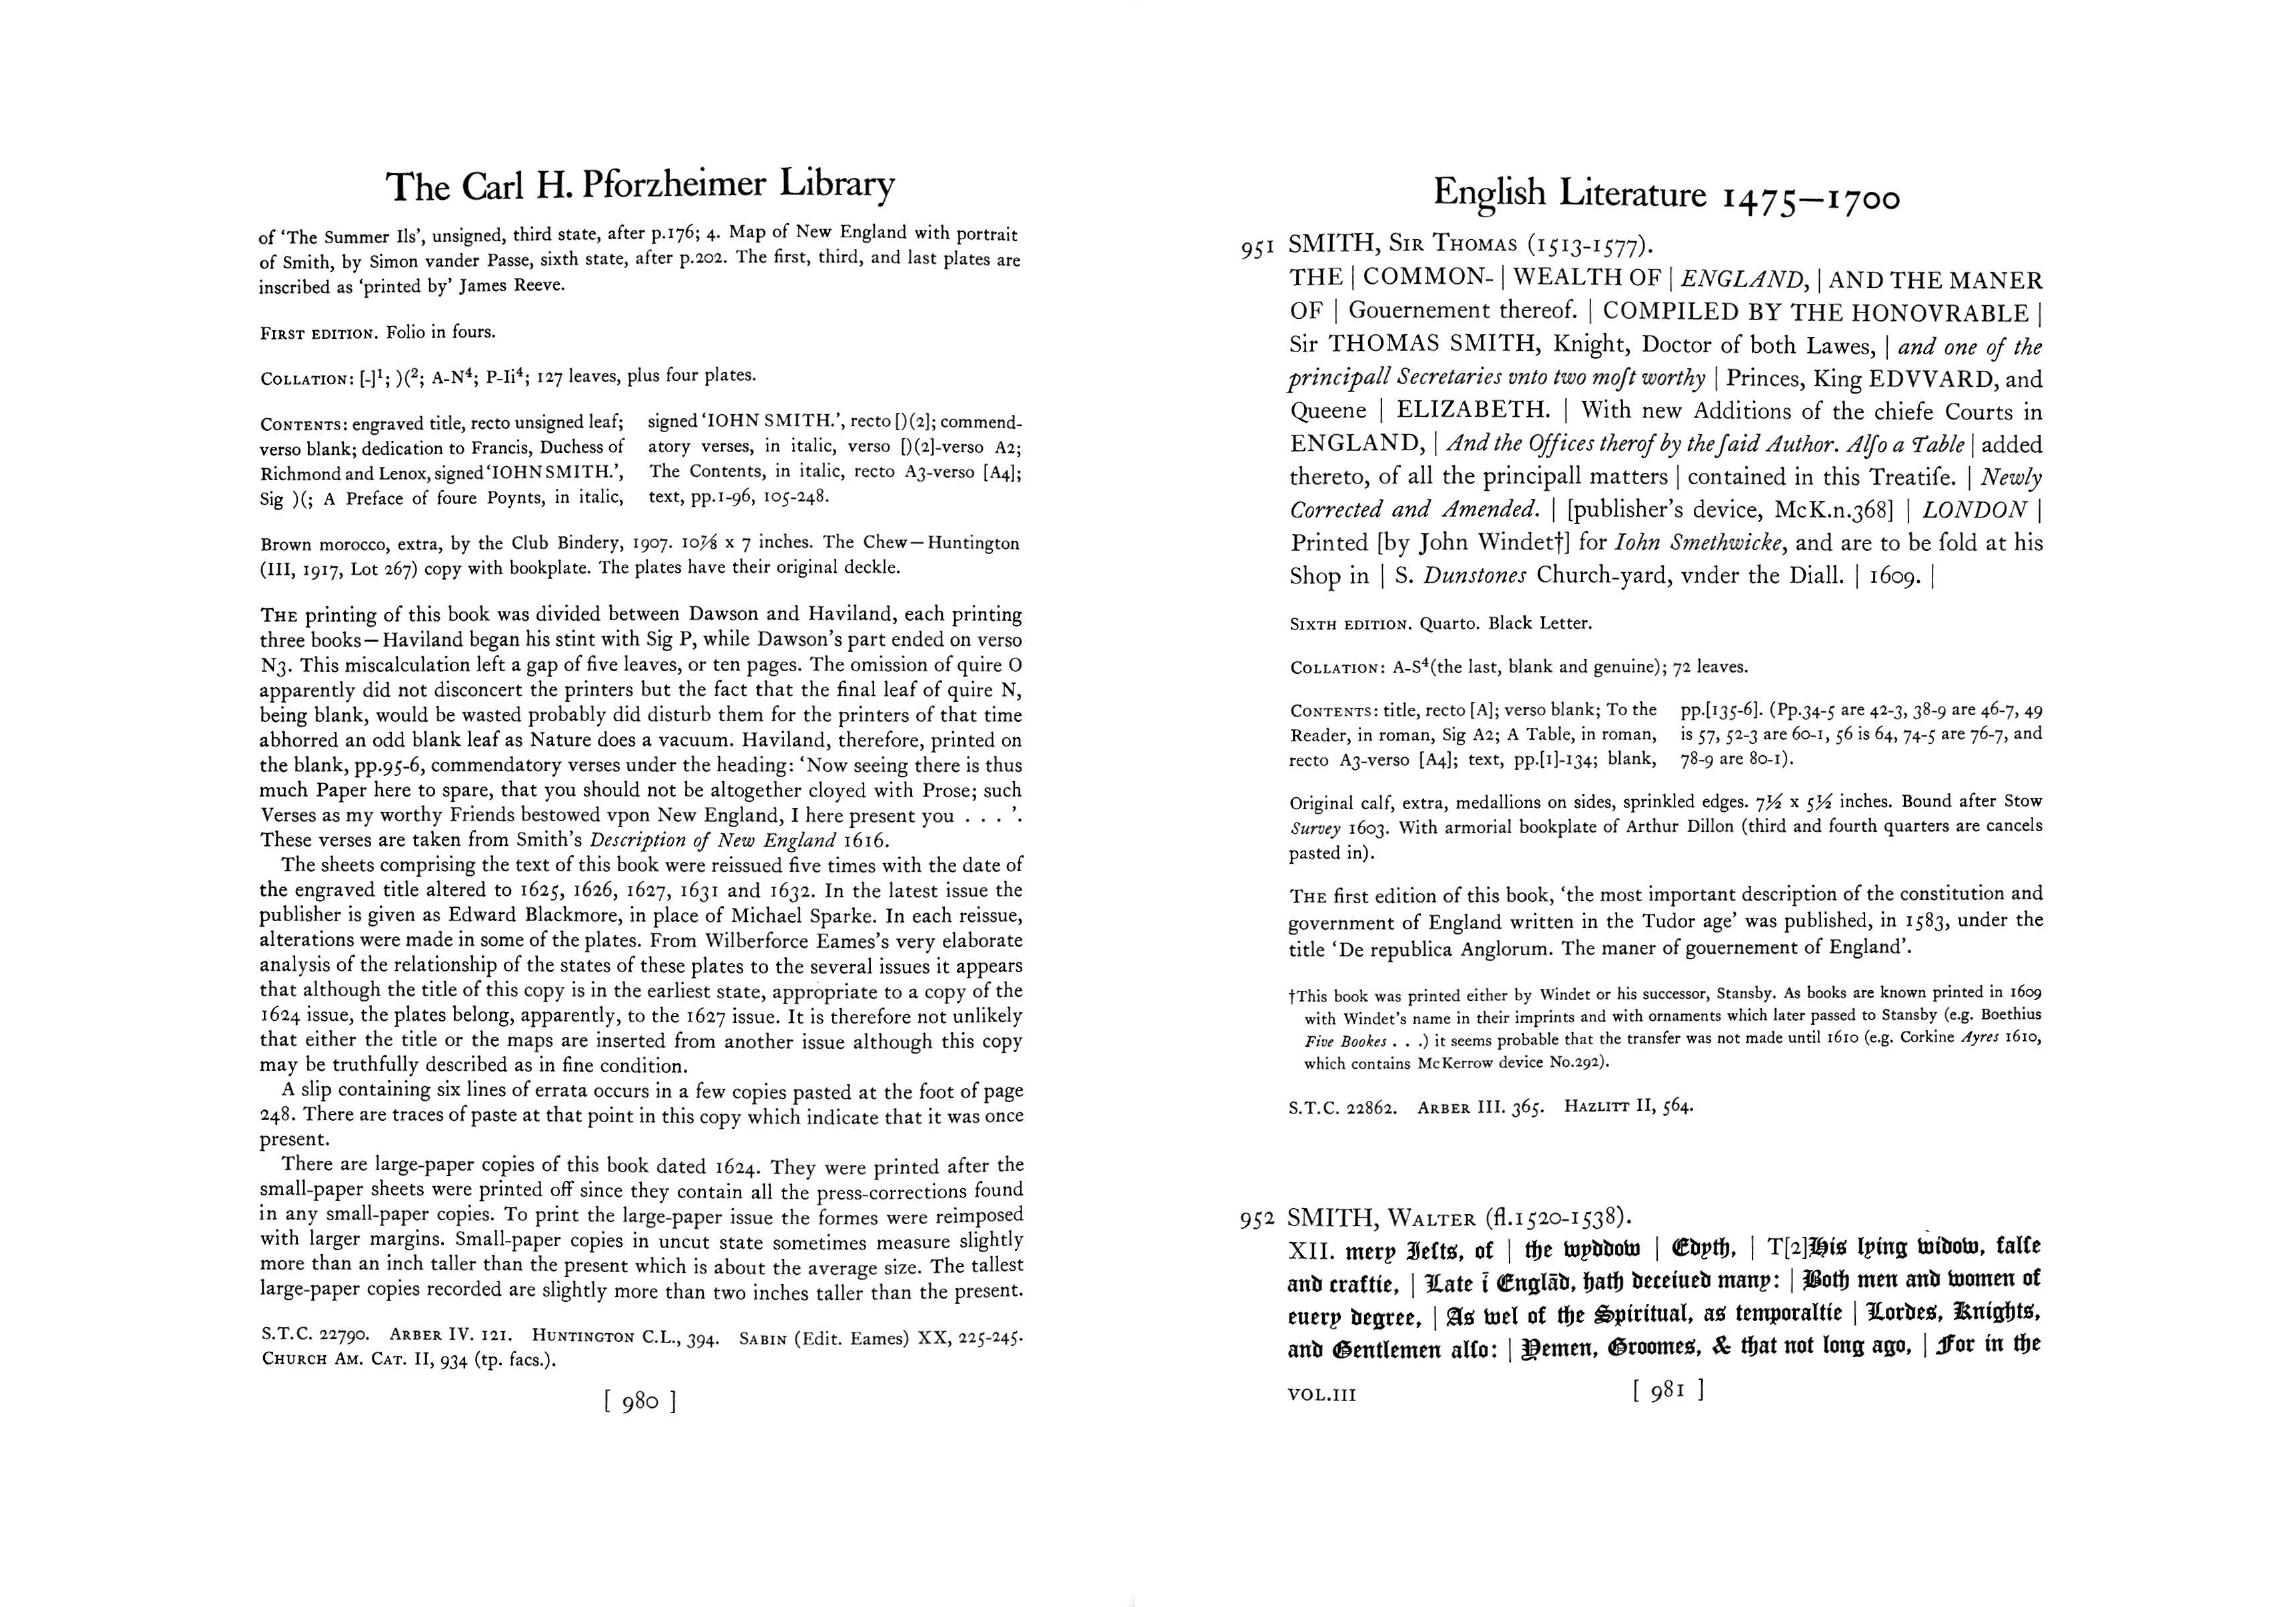 The Carl H. Pforzheimer Library
of ‘The Summer Ils’, unsigned, third state, after p.176; 4. Map of New England with portrait
of Smith, by Simon vander Passe, sixth state, after p.202. The first, third, and last plates are
inscribed as ‘printed by’ James Reeve.
FIRST EDITION. Folio in fours.
COLLATION: [-]¹; )(²; A-N⁴; P-Ii⁴; 127 leaves, plus four plates.
CONTENTS: engraved title, recto unsigned leaf;
verso blank; dedication to Francis, Duchess of
Richmond and Lenox, signed ‘IOHN SMITH.’,
Sig )(; A Preface of foure Poynts, in italic,
signed ‘IOHN SMITH.’, recto [)(2]; commend-
atory verses, in italic, verso [)(2]-verso A2;
The Contents, in italic, recto A3-verso [A4];
text, pp.1-96, 105-248.
Brown morocco, extra, by the Club Bindery, 1907. 10⅞ x 7 inches. The Chew—Huntington
(III, 1917, Lot 267) copy with bookplate. The plates have their original deckle.
THE printing of this book was divided between Dawson and Haviland, each printing
three books—Haviland began his stint with Sig P, while Dawson’s part ended on verso
N3. This miscalculation left a gap of five leaves, or ten pages. The omission of quire O
apparently did not disconcert the printers but the fact that the final leaf of quire N,
being blank, would be wasted probably did disturb them for the printers of that time
abhorred an odd blank leaf as Nature does a vacuum. Haviland, therefore, printed on
the blank, pp.95-6, commendatory verses under the heading: ‘Now seeing there is thus
much Paper here to spare, that you should not be altogether cloyed with Prose; such
Verses as my worthy Friends bestowed vpon New England, I here present you . . . ’.
These verses are taken from Smith’s Description of New England 1616.
The sheets comprising the text of this book were reissued five times with the date of
the engraved title altered to 1625, 1626, 1627, 1631 and 1632. In the latest issue the
publisher is given as Edward Blackmore, in place of Michael Sparke. In each reissue,
alterations were made in some of the plates. From Wilberforce Eames’s very elaborate
analysis of the relationship of the states of these plates to the several issues it appears
that although the title of this copy is in the earliest state, appropriate to a copy of the
1624 issue, the plates belong, apparently, to the 1627 issue. It is therefore not unlikely
that either the title or the maps are inserted from another issue although this copy
may be truthfully described as in fine condition.
A slip containing six lines of errata occurs in a few copies pasted at the foot of page
248. There are traces of paste at that point in this copy which indicate that it was once
present.
There are large-paper copies of this book dated 1624. They were printed after the
small-paper sheets were printed off since they contain all the press-corrections found
in any small-paper copies. To print the large-paper issue the formes were reimposed
with larger margins. Small-paper copies in uncut state sometimes measure slightly
more than an inch taller than the present which is about the average size. The tallest
large-paper copies recorded are slightly more than two inches taller than the present.
S.T.C. 22790. ARBER IV. 121. HUNTINGTON C.L., 394. SABIN (Edit. Eames) XX, 225-245.
CHURCH AM. CAT. II, 934 (tp. facs.).
[ 980 ]
English Literature 1475—1700
951 SMITH, SIR THOMAS (1513-1577).
THE | COMMON- | WEALTH OF | ENGLAND, | AND THE MANER
OF | Gouernement thereof. | COMPILED BY THE HONOVRABLE |
Sir THOMAS SMITH, Knight, Doctor of both Lawes, | and one of the
principall Secretaries vnto two moſt worthy | Princes, King EDVVARD, and
Queene | ELIZABETH. | With new Additions of the chiefe Courts in
ENGLAND, | And the Offices therof by the ſaid Author. Alſo a Table | added
thereto, of all the principall matters | contained in this Treatiſe. | Newly
Corrected and Amended. | [publisher’s device, McK.n.368] | LONDON |
Printed [by John Windet†] for Iohn Smethwicke, and are to be ſold at his
Shop in | S. Dunstones Church-yard, vnder the Diall. | 1609. |
SIXTH EDITION. Quarto. Black Letter.
COLLATION: A-S⁴(the last, blank and genuine); 72 leaves.
CONTENTS: title, recto [A]; verso blank; To the
Reader, in roman, Sig A2; A Table, in roman,
recto A3-verso [A4]; text, pp.[1]-134; blank,
pp.[135-6]. (Pp.34-5 are 42-3, 38-9 are 46-7, 49
is 57, 52-3 are 60-1, 56 is 64, 74-5 are 76-7, and
78-9 are 80-1).
Original calf, extra, medallions on sides, sprinkled edges. 7½ x 5½ inches. Bound after Stow
Survey 1603. With armorial bookplate of Arthur Dillon (third and fourth quarters are cancels
pasted in).
THE first edition of this book, ‘the most important description of the constitution and
government of England written in the Tudor age’ was published, in 1583, under the
title ‘De republica Anglorum. The maner of gouernement of England’.
†This book was printed either by Windet or his successor, Stansby. As books are known printed in 1609
with Windet’s name in their imprints and with ornaments which later passed to Stansby (e.g. Boethius
Five Bookes . . .) it seems probable that the transfer was not made until 1610 (e.g. Corkine Ayres 1610,
which contains McKerrow device No.292).
S.T.C. 22862. ARBER III. 365. HAZLITT II, 564.
952 SMITH, WALTER (fl.1520-1538).
XII. mery Ieſts, of | the wyddow | Edyth, | T[2]His lying widow, falſe
and craftie, | Late ī Englād, hath deceiued many: | Both men and women of
euery degree, | As wel of the Spiritual, as temporaltie | Lordes, Knights,
and Gentlemen alſo: | Yemen, Groomes, & that not long ago, | For in the
VOL.III
[ 981 ]